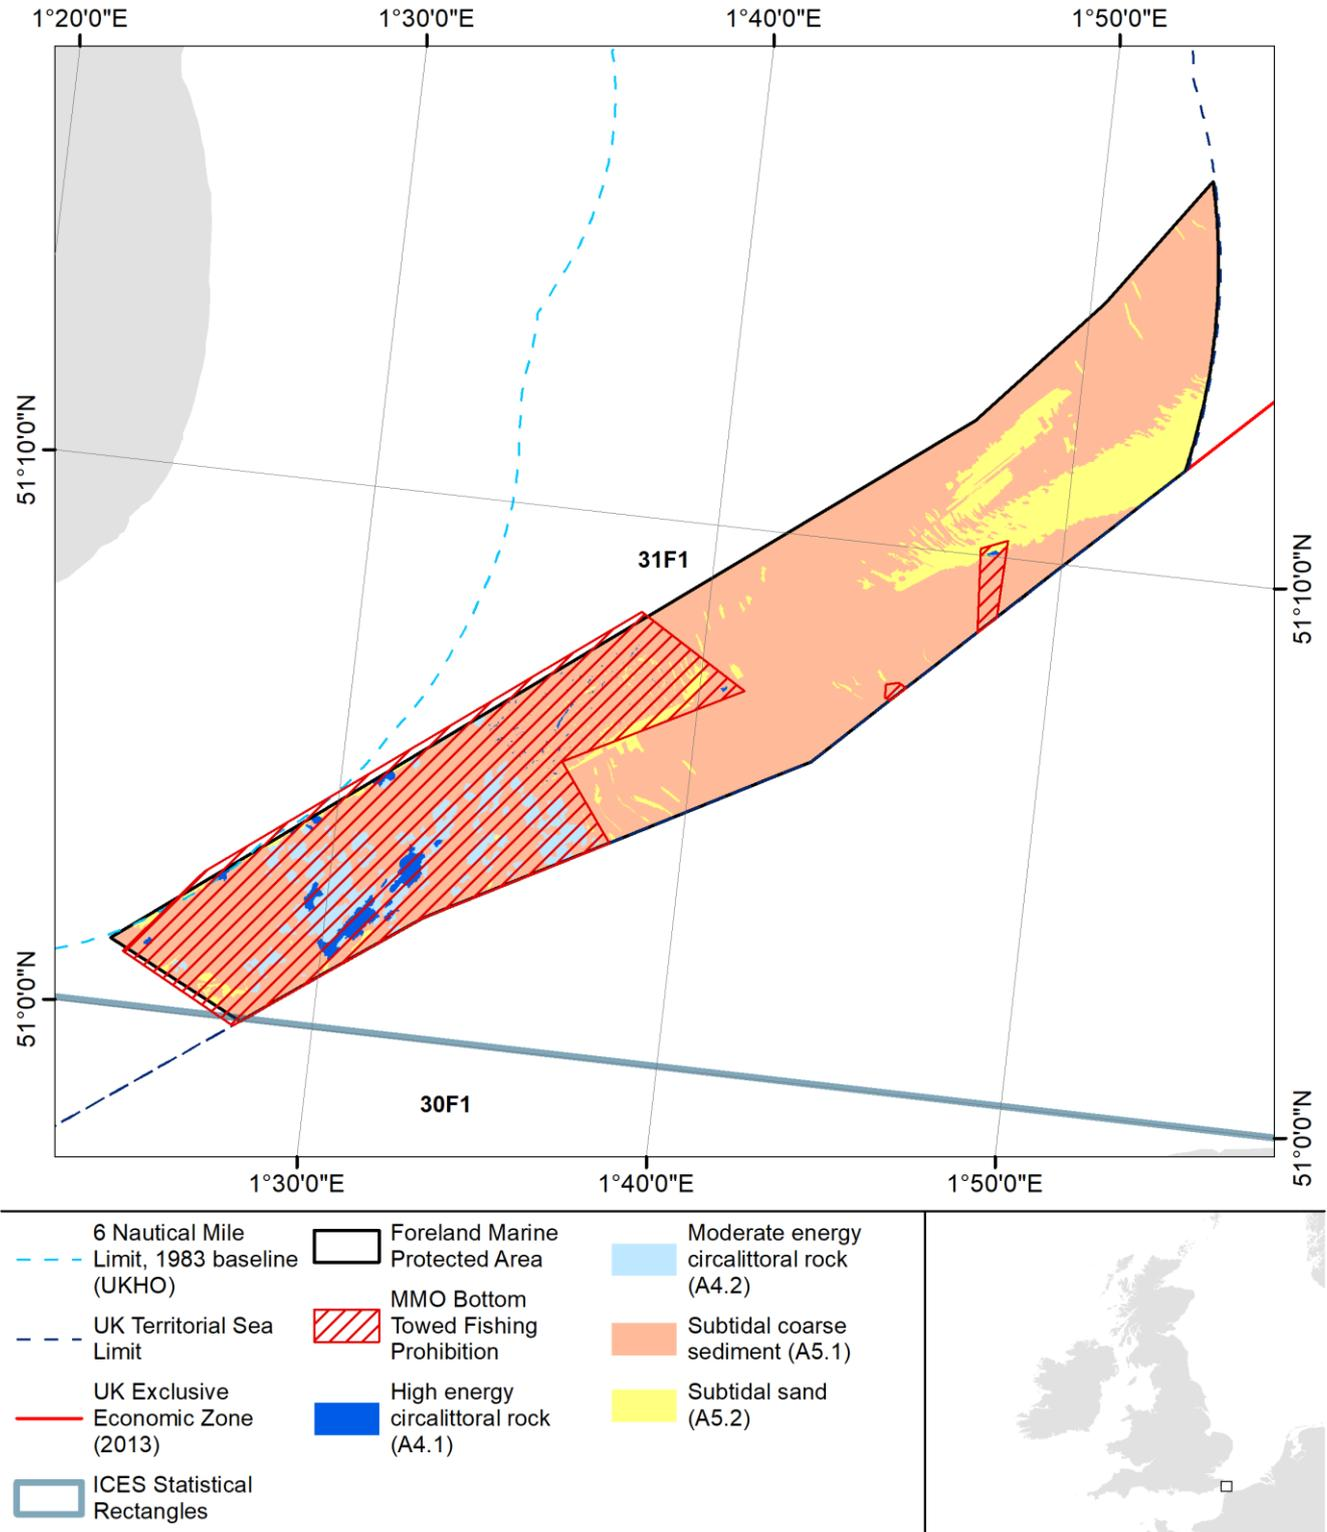 1°20'0"E
1°30'0"E
1°40'0"E
1°50'0"E
51°10'0"N
51°10'0"N
31F1
51°0'0"N
51°0'0"N
30F1
1°30'0"E
1°40'0"E
1°50'0"E
6 Nautical Mile
Limit, 1983 baseline
(UKHO)
UK Territorial Sea
Limit
UK Exclusive
Economic Zone
(2013)
ICES Statistical
Rectangles
Foreland Marine
Protected Area
MMO Bottom
Towed Fishing
Prohibition
High energy
circalittoral rock
(A4.1)
Moderate energy
circalittoral rock
(A4.2)
Subtidal coarse
sediment (A5.1)
Subtidal sand
(A5.2)